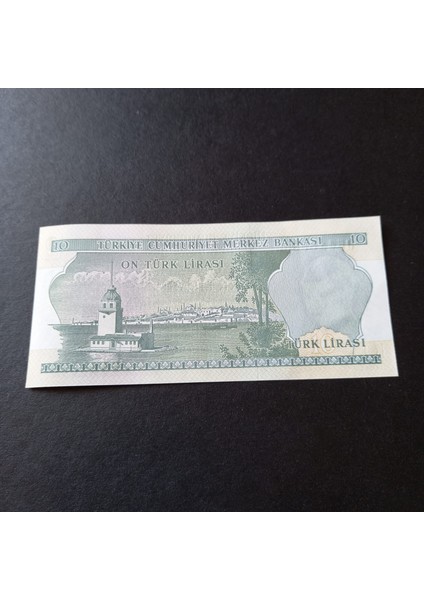 10 TÜRKİYE CUMHURİYET MERKEZ BANKASI 10
ON TÜRK LİRASI
TÜRK LİRASI